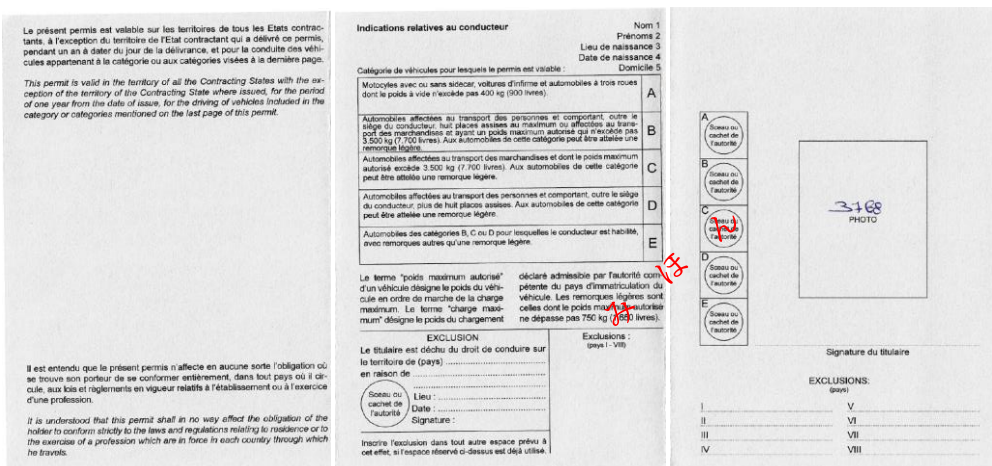 Le présent permis est valable sur les territoires de tous les Etats contrac-
tants, à l'exception du territoire de l'Etat contractant qui a délivré ce permis,
pendant un an à dater du jour de la délivrance, et pour la conduite des véhi-
cules appartenant à la catégorie ou aux catégories visées à la dernière page.
This permit is valid in the territory of all the Contracting States with the ex-
ception of the territory of the Contracting State where issued, for the period
of one year from the date of issue, for the driving of vehicles included in the
category or categories mentioned on the last page of this permit.
Il est entendu que le présent permis n'affecte en aucune sorte l'obligation où
se trouve son porteur de se conformer entièrement, dans tout pays où il cir-
cule, aux lois et règlements en vigueur relatifs à l'établissement ou à l'exercice
d'une profession.
It is understood that this permit shall in no way affect the obligation of the
holder to conform strictly to the laws and regulations relating to residence or to
the exercise of a profession which are in force in each country through which
he travels.
Indications relatives au conducteur
Nom 1
Prénoms 2
Lieu de naissance 3
Date de naissance 4
Domicile 5
Catégorie de véhicules pour lesquels le permis est valable :
Motocyles avec ou sans sidecar, voitures d'infirme et automobiles à trois roues
dont le poids à vide n'excède pas 400 kg (900 livres).
A
Automobiles affectées au transport des personnes et comportant, outre le
siège du conducteur, huit places assises au maximum ou affectées au trans-
port des marchandises et ayant un poids maximum autorisé qui n'excède pas
3.500 kg (7.700 livres). Aux automobiles de cette catégorie peut être attelée une
remorque légère.
B
Automobiles affectées au transport des marchandises et dont le poids maximum
autorisé excède 3.500 kg (7.700 livres). Aux automobiles de cette catégorie
peut être attelée une remorque légère.
C
Automobiles affectées au transport des personnes et comportant, outre le siège
du conducteur, plus de huit places assises. Aux automobiles de cette catégorie
peut être attelée une remorque légère.
D
Automobiles des catégories B, C ou D pour lesquelles le conducteur est habilité,
avec remorques autres qu'une remorque légère.
E
Le terme "poids maximum autorisé"
d'un véhicule désigne le poids du véhi-
cule en ordre de marche de la charge
maximum. Le terme "charge maxi-
mum" désigne le poids du chargement
déclaré admissible par l'autorité com-
pétente du pays d'immatriculation du
véhicule. Les remorques légères sont
celles dont le poids maximum autorisé
ne dépasse pas 750 kg (1.650 livres).
EXCLUSION
Le titulaire est déchu du droit de conduire sur
le territoire de (pays)
en raison de
Sceau ou
cachet de
l'autorité
Lieu :
Date :
Signature :
Inscrire l'exclusion dans tout autre espace prévu à
cet effet, si l'espace réservé ci-dessus est déjà utilisé.
Exclusions :
(pays I - VIII)
A
Sceau ou
cachet de
l'autorité
B
Sceau ou
cachet de
l'autorité
C
Sceau ou
cachet de
l'autorité
D
Sceau ou
cachet de
l'autorité
E
Sceau ou
cachet de
l'autorité
3768
PHOTO
Signature du titulaire
EXCLUSIONS:
(pays)
I
II
III
IV
V
VI
VII
VIII